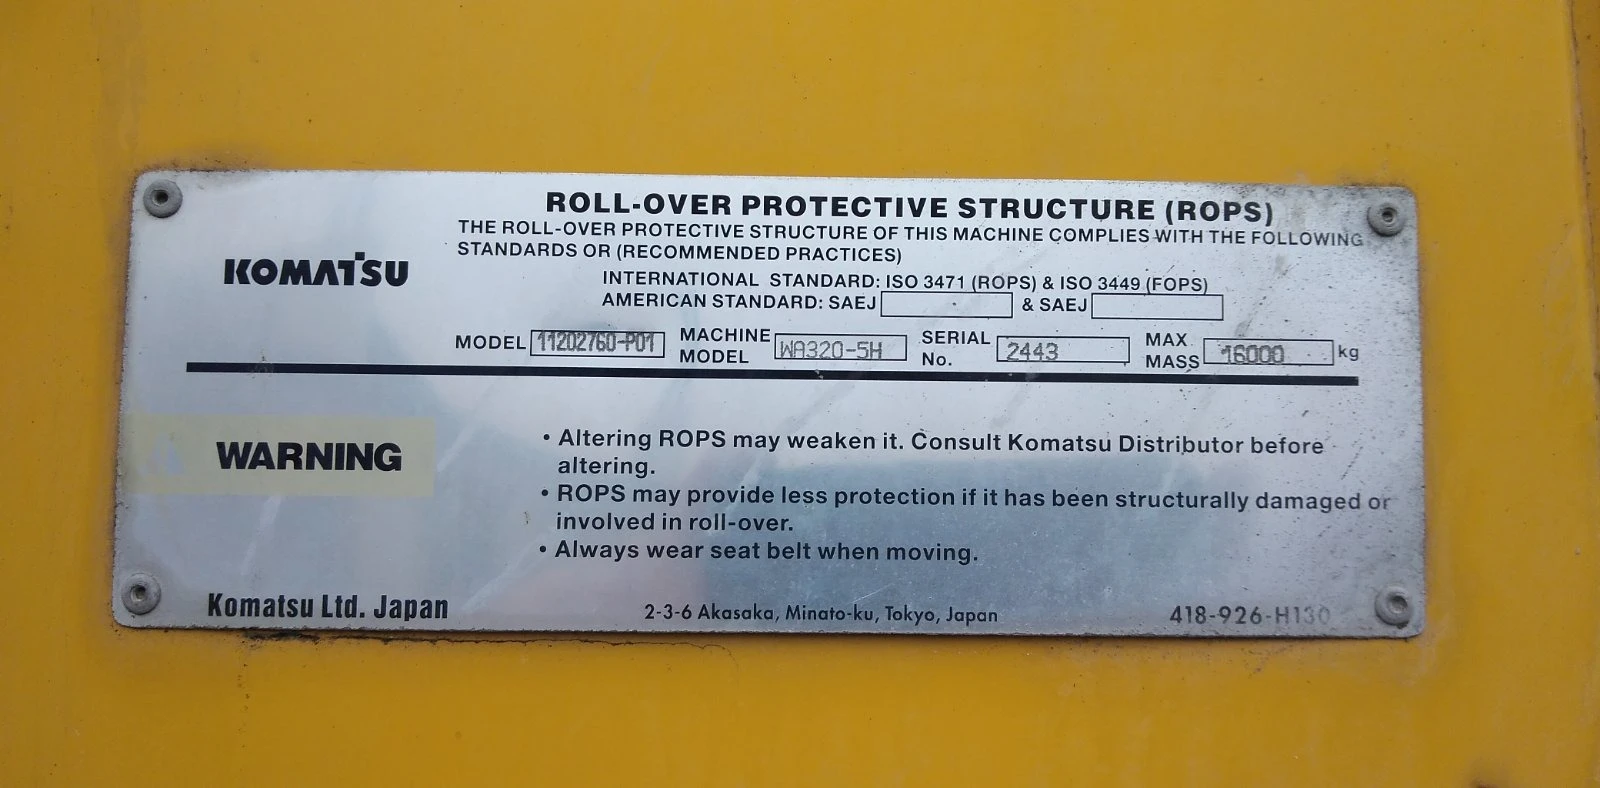 ROLL-OVER PROTECTIVE STRUCTURE (ROPS)
THE ROLL-OVER PROTECTIVE STRUCTURE OF THIS MACHINE COMPLIES WITH THE FOLLOWING
STANDARDS OR (RECOMMENDED PRACTICES)
KOMATSU
INTERNATIONAL STANDARD: ISO 3471 (ROPS) & ISO 3449 (FOPS)
AMERICAN STANDARD: SAEJ & SAEJ
MODEL 11202760-P01 MACHINE MODEL WA320-5H SERIAL No. 2443 MAX MASS 16000 kg
WARNING
• Altering ROPS may weaken it. Consult Komatsu Distributor before
altering.
• ROPS may provide less protection if it has been structurally damaged or
involved in roll-over.
• Always wear seat belt when moving.
Komatsu Ltd. Japan 2-3-6 Akasaka, Minato-ku, Tokyo, Japan 418-926-H130